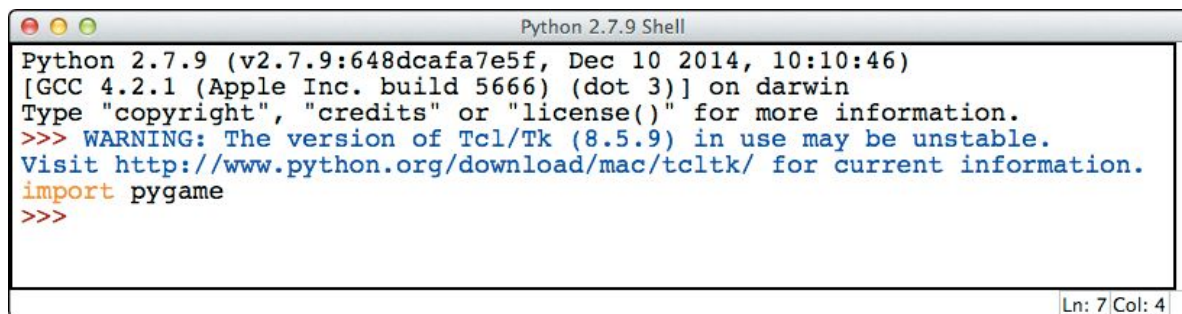 Python 2.7.9 Shell
Python 2.7.9 (v2.7.9:648dcafa7e5f, Dec 10 2014, 10:10:46)
[GCC 4.2.1 (Apple Inc. build 5666) (dot 3)] on darwin
Type "copyright", "credits" or "license()" for more information.
>>> WARNING: The version of Tcl/Tk (8.5.9) in use may be unstable.
Visit http://www.python.org/download/mac/tcltk/ for current information.
import pygame
>>>
Ln: 7 Col: 4